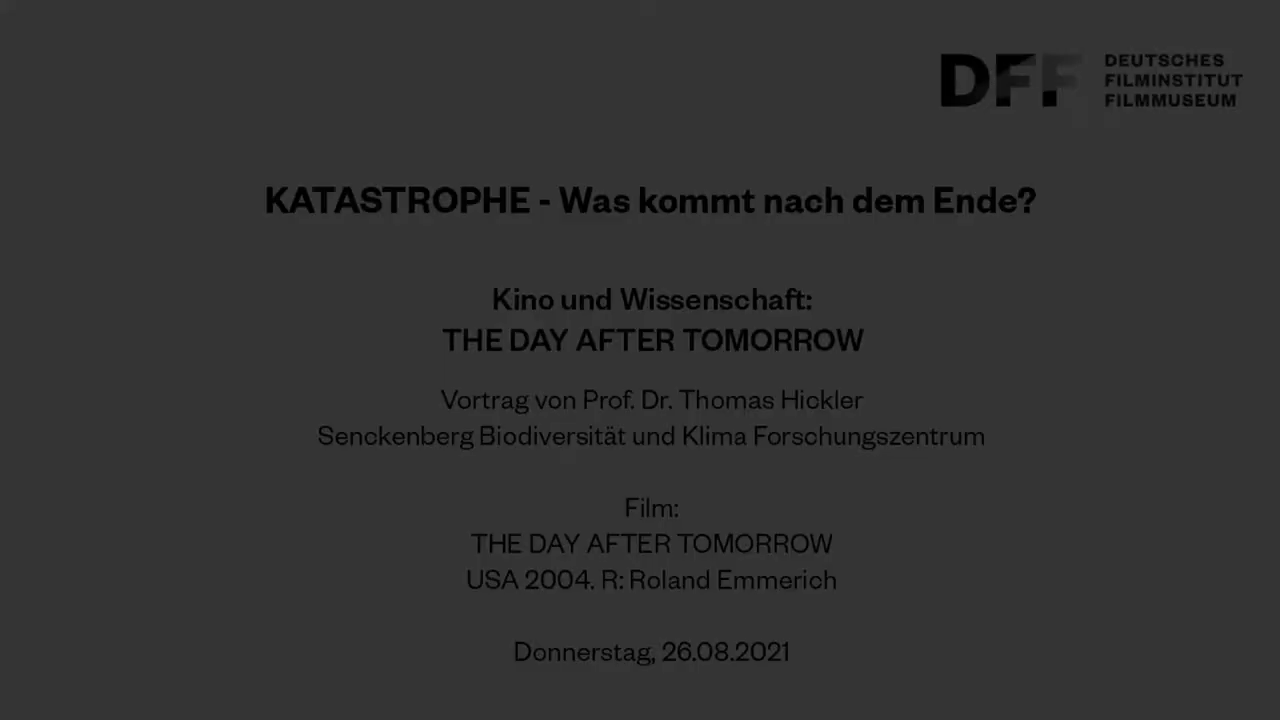 DFF
DEUTSCHES
FILMINSTITUT
FILMMUSEUM
KATASTROPHE - Was kommt nach dem Ende?
Kino und Wissenschaft:
THE DAY AFTER TOMORROW
Vortrag von Prof. Dr. Thomas Hickler
Senckenberg Biodiversität und Klima Forschungszentrum
Film:
THE DAY AFTER TOMORROW
USA 2004. R: Roland Emmerich
Donnerstag, 26.08.2021